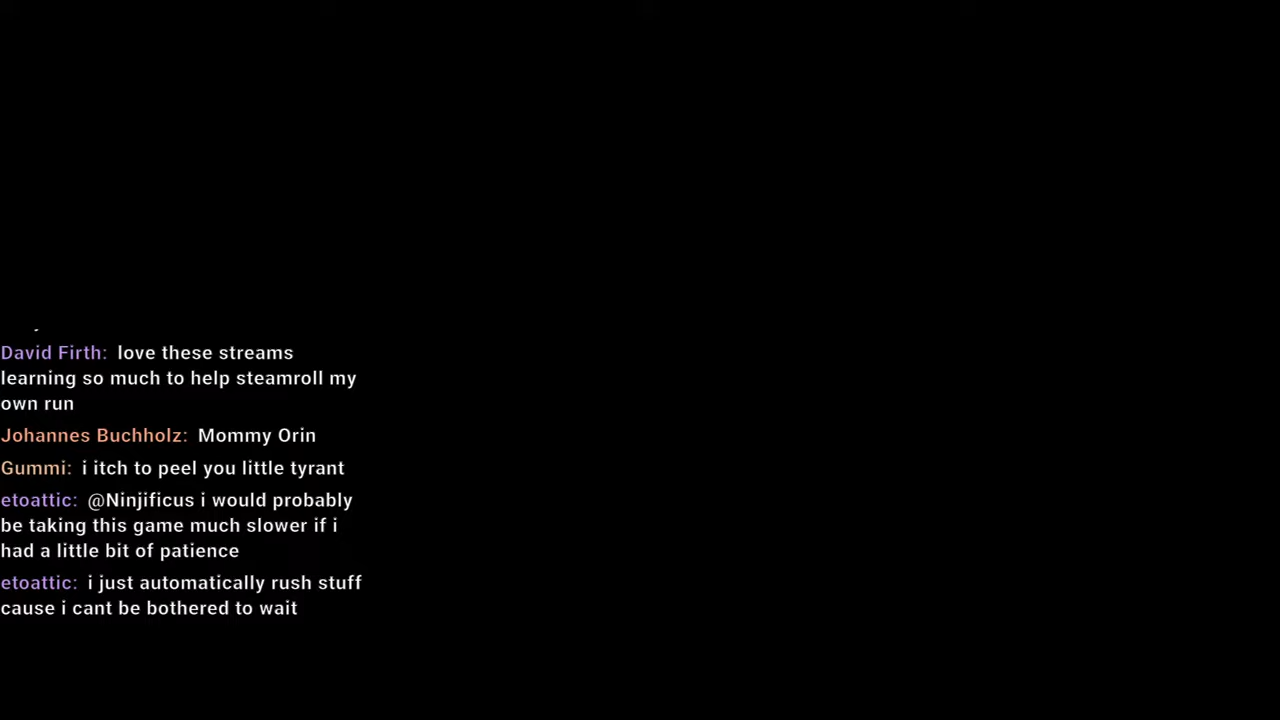 David Firth: love these streams
learning so much to help steamroll my
own run
Johannes Buchholz: Mommy Orin
Gummi: i itch to peel you little tyrant
etoattic: @Ninjificus i would probably
be taking this game much slower if i
had a little bit of patience
etoattic: i just automatically rush stuff
cause i cant be bothered to wait